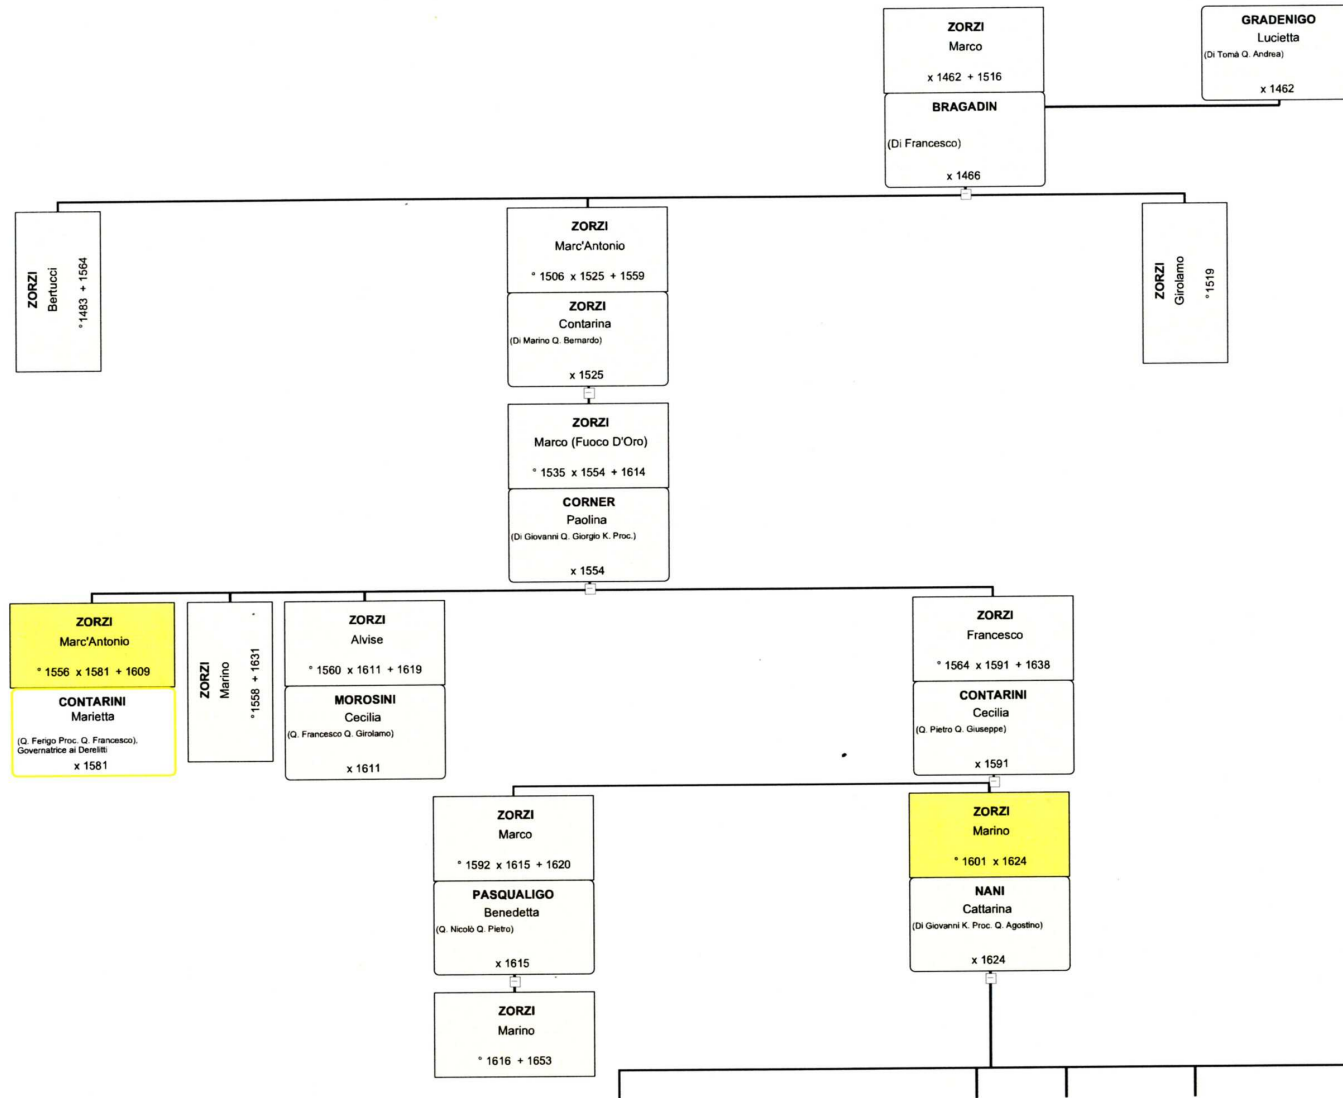 ZORZI
Marco
x 1462 + 1516
BRAGADIN
(Di Francesco)
x 1466
GRADENIGO
Lucietta
(Di Tomà Q. Andrea)
x 1462
ZORZI
Bertucci
° 1483 + 1564
ZORZI
Marc'Antonio
° 1506 x 1525 + 1559
ZORZI
Contarina
(Di Marino Q. Bernardo)
x 1525
ZORZI
Girolamo
° 1519
ZORZI
Marco (Fuoco D'Oro)
° 1535 x 1554 + 1614
CORNER
Paolina
(Di Giovanni Q. Giorgio K. Proc.)
x 1554
ZORZI
Marc'Antonio
° 1556 x 1581 + 1609
CONTARINI
Marietta
(Q. Ferigo Proc. Q. Francesco),
Governatrice ai Derelitti
x 1581
ZORZI
Marino
° 1558 + 1631
ZORZI
Alvise
° 1560 x 1611 + 1619
MOROSINI
Cecilia
(Q. Francesco Q. Girolamo)
x 1611
ZORZI
Francesco
° 1564 x 1591 + 1638
CONTARINI
Cecilia
(Q. Pietro Q. Giuseppe)
x 1591
ZORZI
Marco
° 1592 x 1615 + 1620
PASQUALIGO
Benedetta
(Q. Nicolò Q. Pietro)
x 1615
ZORZI
Marino
° 1601 x 1624
NANI
Cattarina
(Di Giovanni K. Proc. Q. Agostino)
x 1624
ZORZI
Marino
° 1616 + 1653